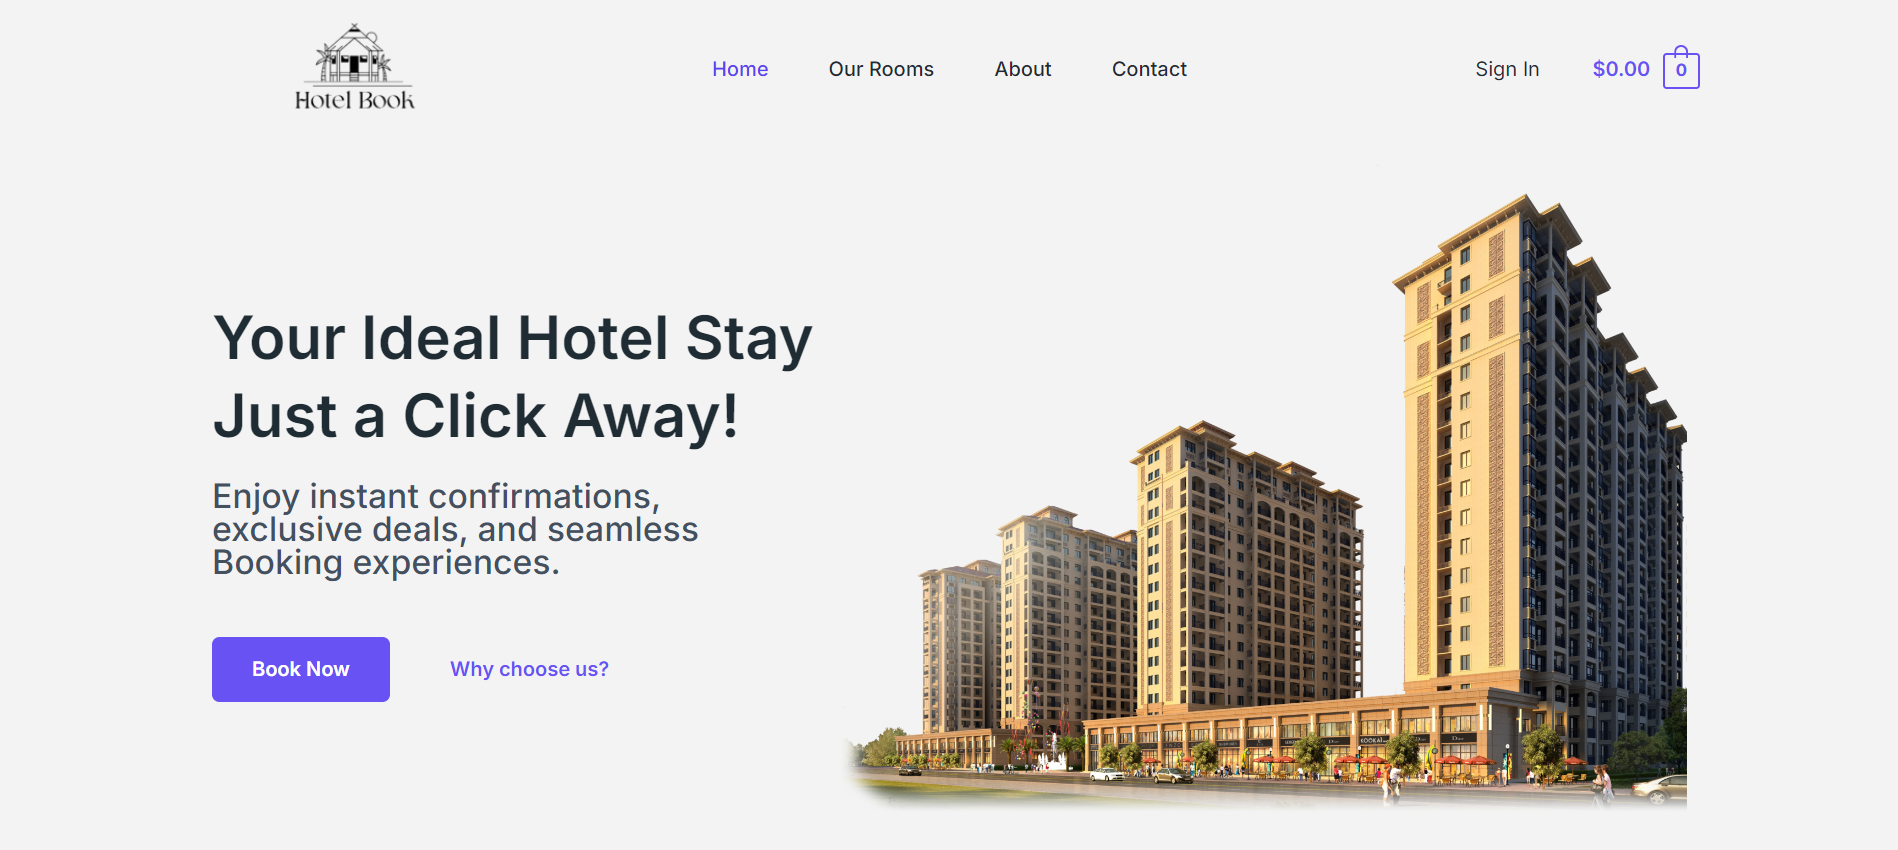 Hotel Book
Home
Our Rooms
About
Contact
Sign In
$0.00
0
Your Ideal Hotel Stay
Just a Click Away!
Enjoy instant confirmations,
exclusive deals, and seamless
Booking experiences.
Book Now
Why choose us?
KOOKAI